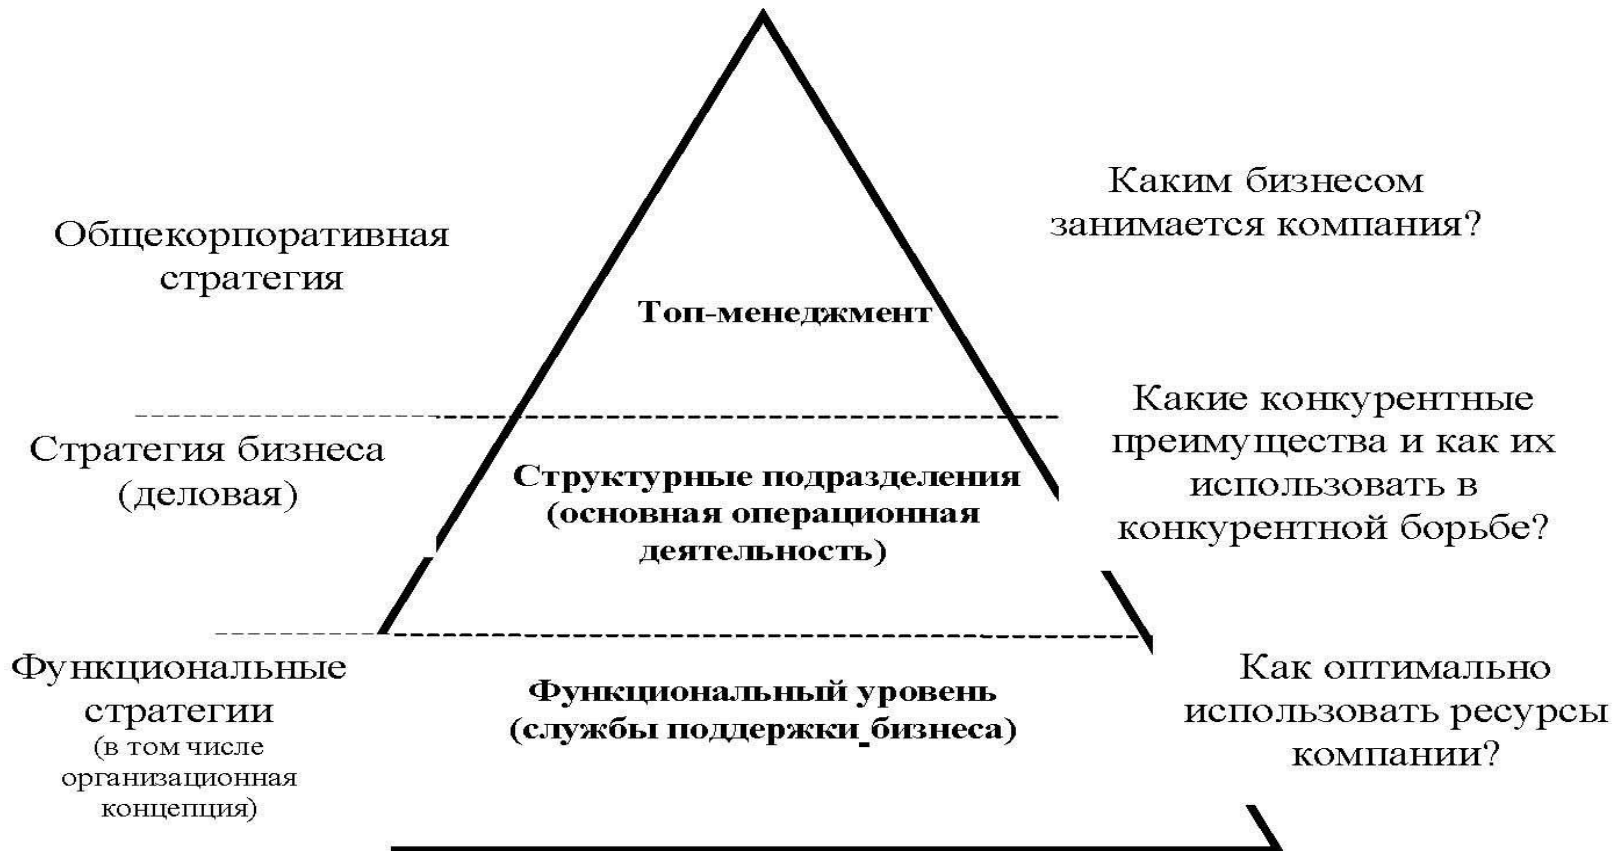 Общекорпоративная
стратегия
Топ-менеджмент
Каким бизнесом
занимается компания?
Стратегия бизнеса
(деловая)
Структурные подразделения
(основная операционная
деятельность)
Какие конкурентные
преимущества и как их
использовать в
конкурентной борьбе?
Функциональные
стратегии
(в том числе
организационная
концепция)
Функциональный уровень
(службы поддержки бизнеса)
Как оптимально
использовать ресурсы
компании?